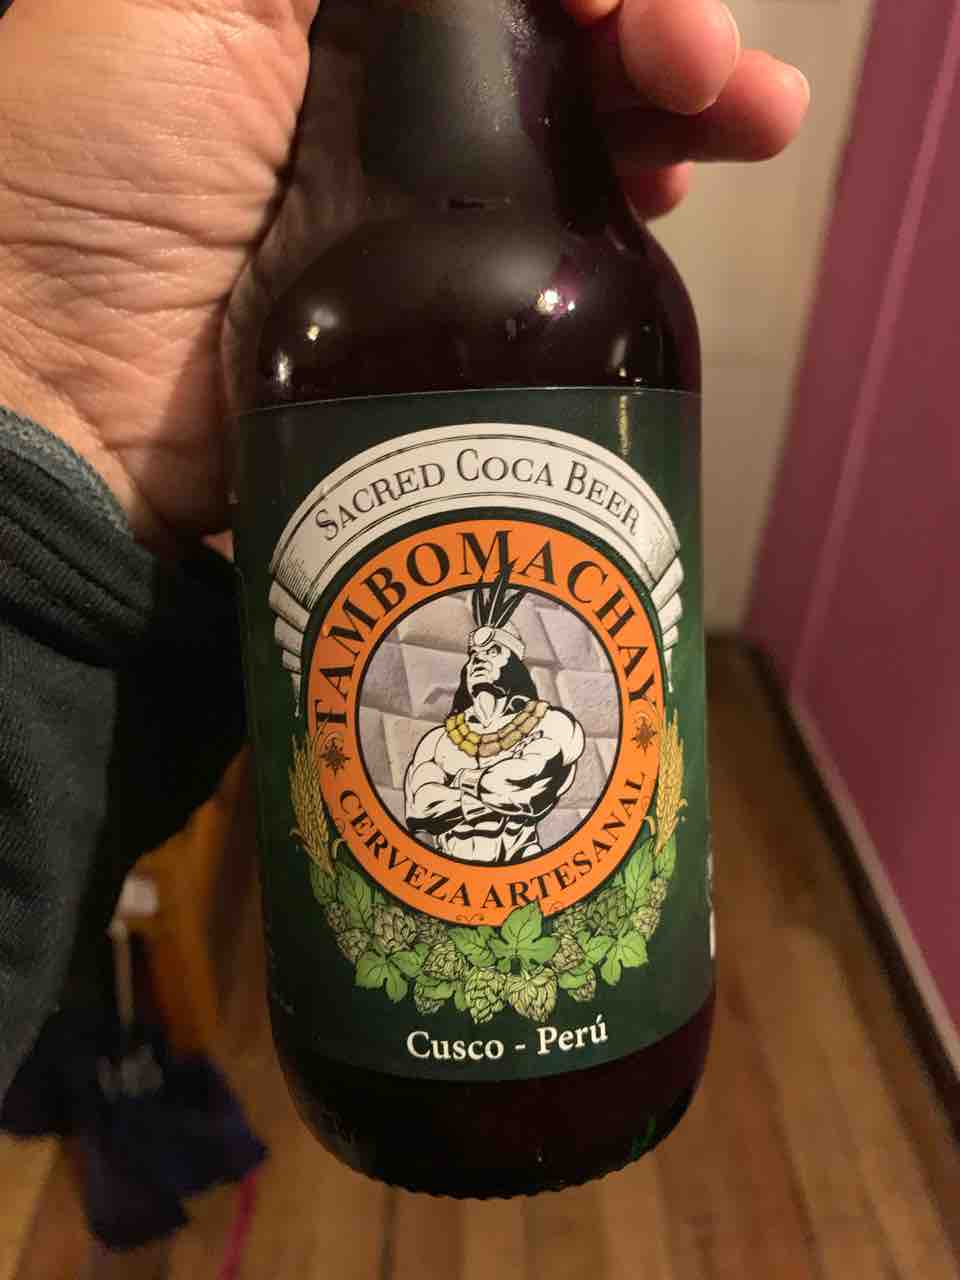 SACRED COCA BEER
TAMBOMACHAY
CERVEZA ARTESANAL
Cusco - Perú